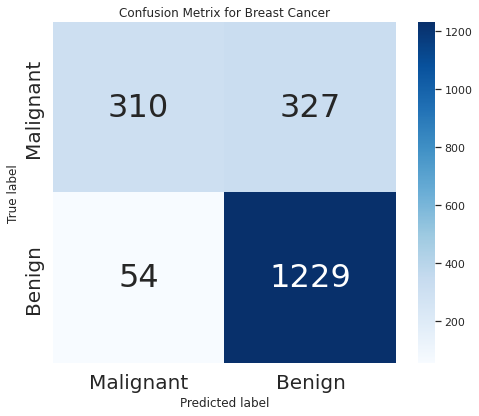 Confusion Metrix for Breast Cancer
True label
Malignant
310 327
Benign
54 1229
Malignant Benign
Predicted label
1200
1000
800
600
400
200